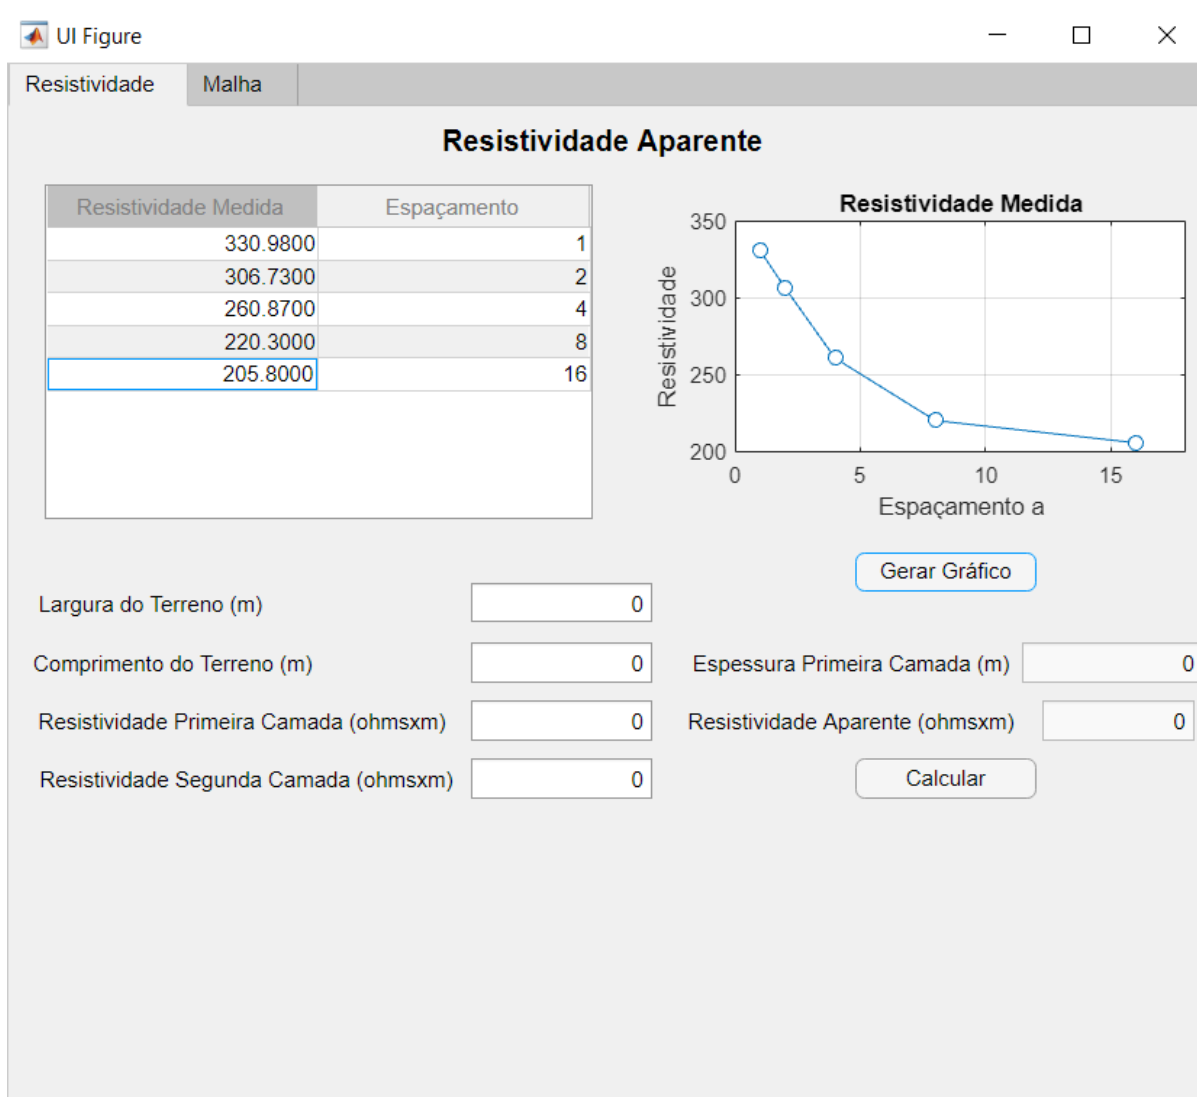 UI Figure
Resistividade Malha
Resistividade Aparente
Resistividade Medida Espaçamento
330.9800 1
306.7300 2
260.8700 4
220.3000 8
205.8000 16
Resistividade Medida
350
300
250
200
Resistividade
0 5 10 15
Espaçamento a
Gerar Gráfico
Largura do Terreno (m) 0
Comprimento do Terreno (m) 0
Espessura Primeira Camada (m) 0
Resistividade Primeira Camada (ohmsxm) 0
Resistividade Aparente (ohmsxm) 0
Resistividade Segunda Camada (ohmsxm) 0
Calcular